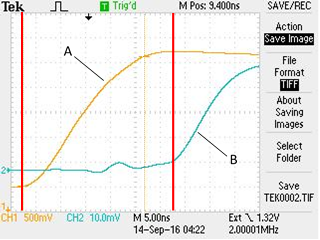 Tek Trig'd M Pos: 9.400ns SAVE/REC
Action
Save Image
File
Format
TIFF
About
Saving
Images
Select
Folder
Save
TEK0002.TIF
A
B
2
1
CH1 500mV CH2 10.0mV M 5.00ns Ext 1.32V
14-Sep-16 04:22 2.00001MHz